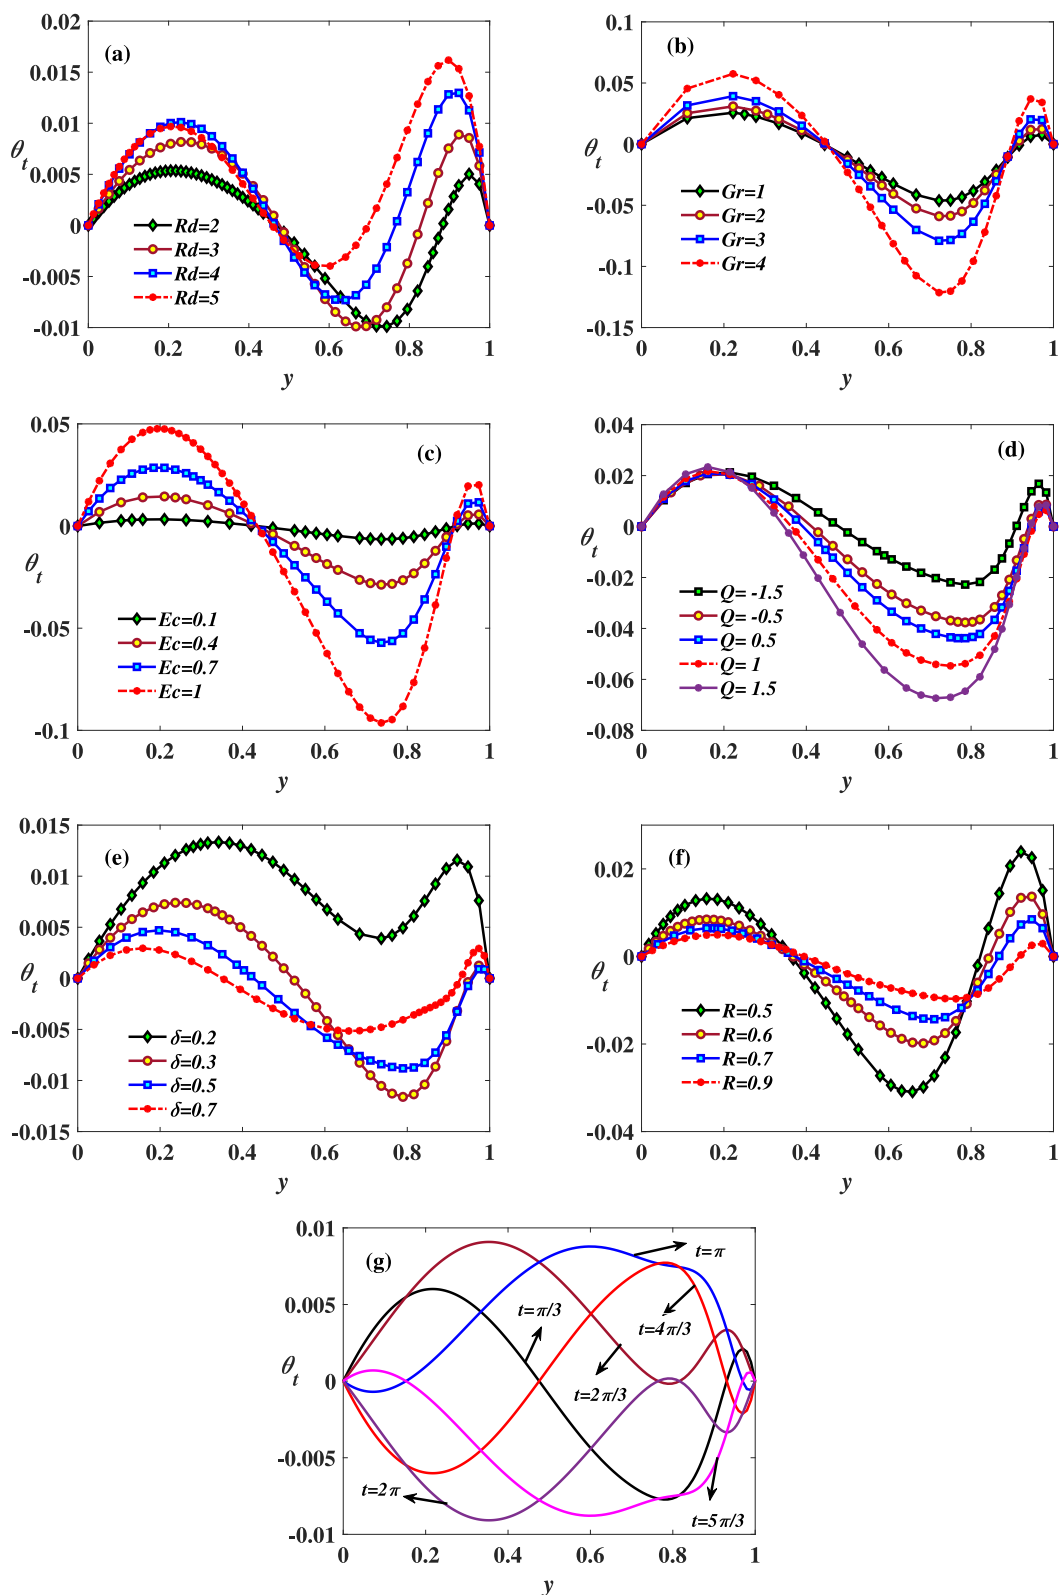 (a)
0.02
0.015
0.01
0.005
0
-0.005
-0.01
θt
Rd=2
Rd=3
Rd=4
Rd=5
0 0.2 0.4 0.6 0.8 1
y
(b)
0.1
0.05
0
-0.05
-0.1
-0.15
θt
Gr=1
Gr=2
Gr=3
Gr=4
0 0.2 0.4 0.6 0.8 1
y
(c)
0.05
0
-0.05
-0.1
θt
Ec=0.1
Ec=0.4
Ec=0.7
Ec=1
0 0.2 0.4 0.6 0.8 1
y
(d)
0.04
0.02
0
-0.02
-0.04
-0.06
-0.08
θt
Q= -1.5
Q= -0.5
Q= 0.5
Q= 1
Q= 1.5
0 0.2 0.4 0.6 0.8 1
y
(e)
0.015
0.01
0.005
0
-0.005
-0.01
-0.015
θt
δ=0.2
δ=0.3
δ=0.5
δ=0.7
0 0.2 0.4 0.6 0.8 1
y
(f)
0.02
0
-0.02
-0.04
θt
R=0.5
R=0.6
R=0.7
R=0.9
0 0.2 0.4 0.6 0.8 1
y
(g)
0.01
0.005
0
-0.005
-0.01
θt
t=π
t=π/3
t=4π/3
t=2π/3
t=2π
t=5π/3
0 0.2 0.4 0.6 0.8 1
y